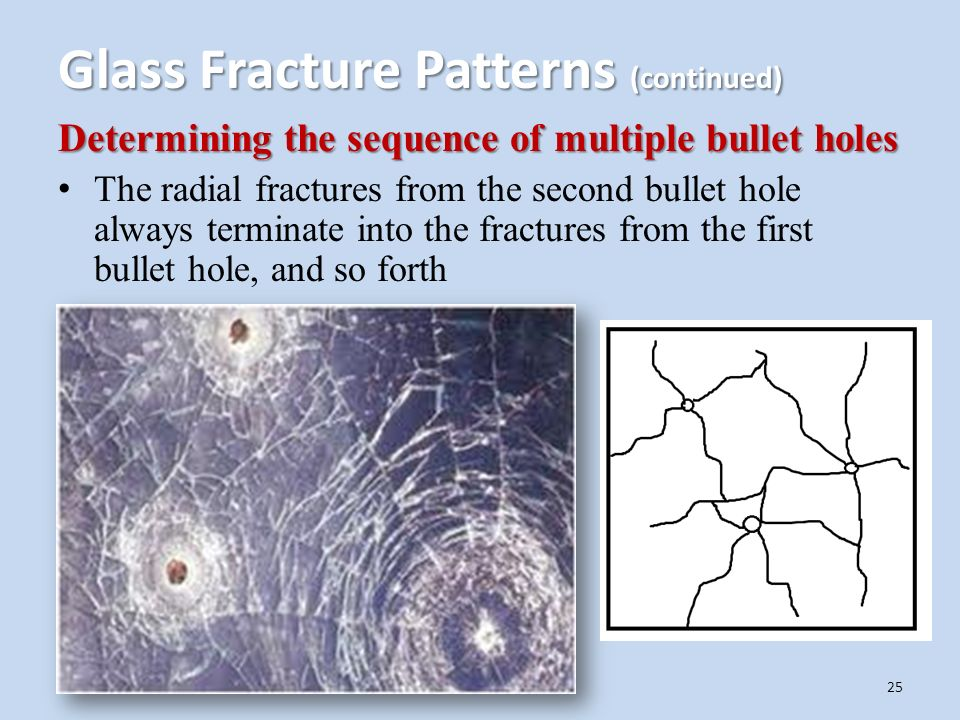 Glass Fracture Patterns (continued)
Determining the sequence of multiple bullet holes
• The radial fractures from the second bullet hole
always terminate into the fractures from the first
bullet hole, and so forth
25